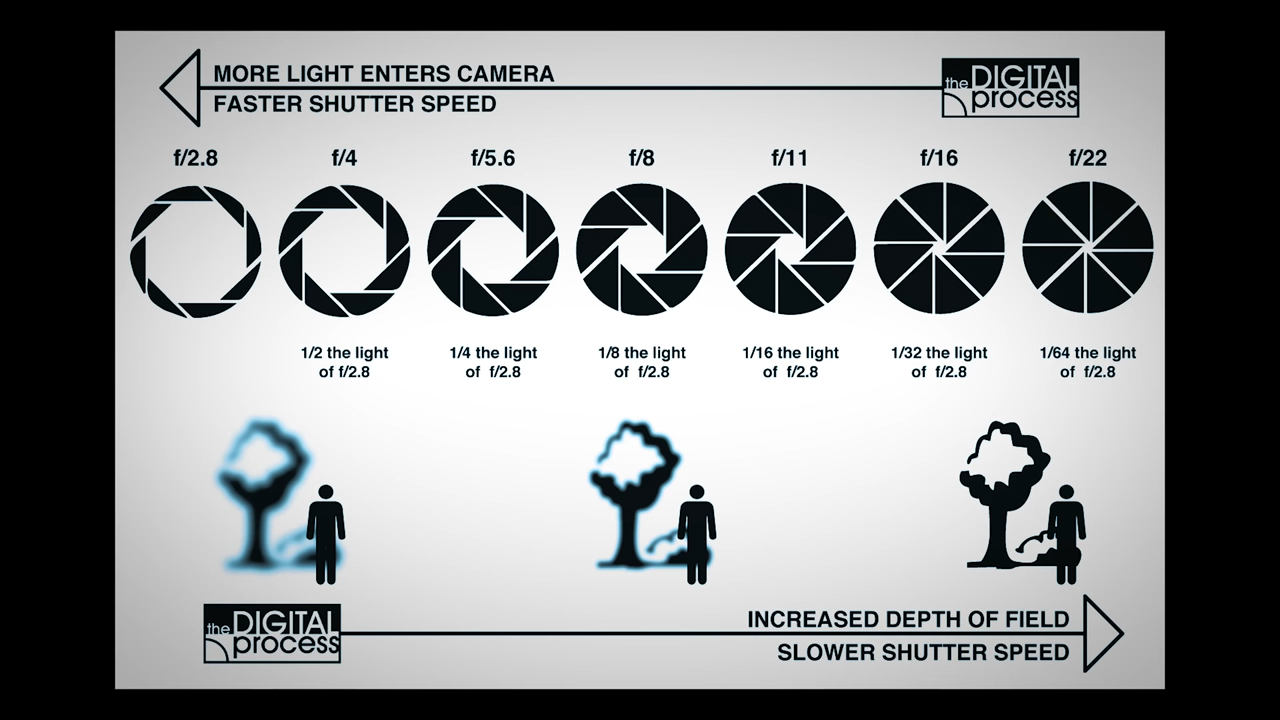 MORE LIGHT ENTERS CAMERA
FASTER SHUTTER SPEED
the DIGITAL
process
f/2.8 f/4 f/5.6 f/8 f/11 f/16 f/22
1/2 the light 1/4 the light 1/8 the light 1/16 the light 1/32 the light 1/64 the light
of f/2.8 of f/2.8 of f/2.8 of f/2.8 of f/2.8 of f/2.8
the DIGITAL
process
INCREASED DEPTH OF FIELD
SLOWER SHUTTER SPEED